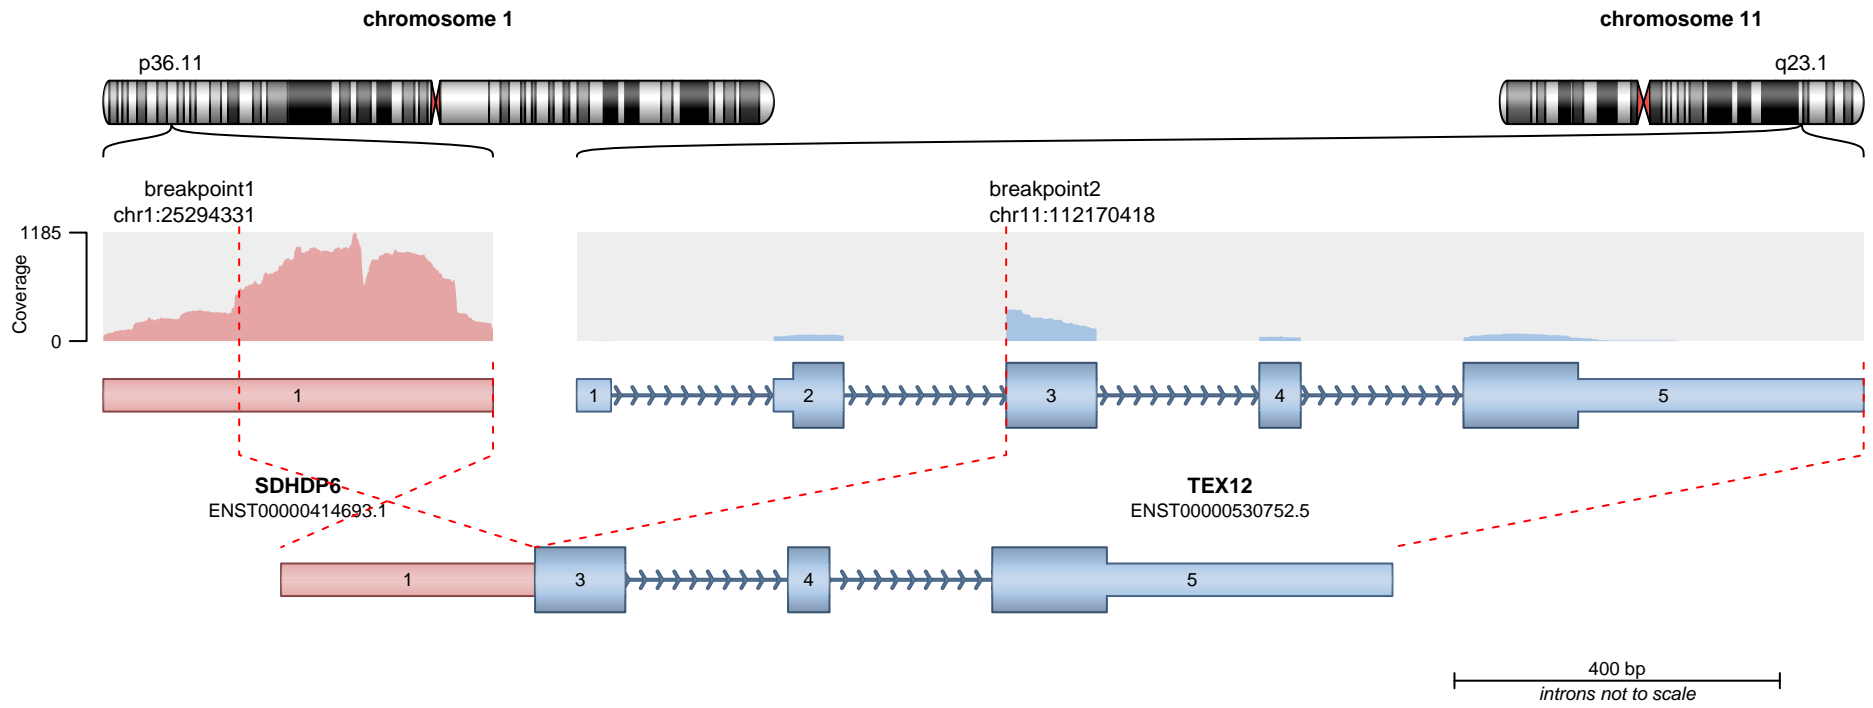 chromosome 1
chromosome 11
p36.11
q23.1
breakpoint1
chr1:25294331
breakpoint2
chr11:112170418
1185
Coverage
0
1
1
2
3
4
5
SDHDP6
ENST00000414693.1
TEX12
ENST00000530752.5
1
3
4
5
400 bp
introns not to scale